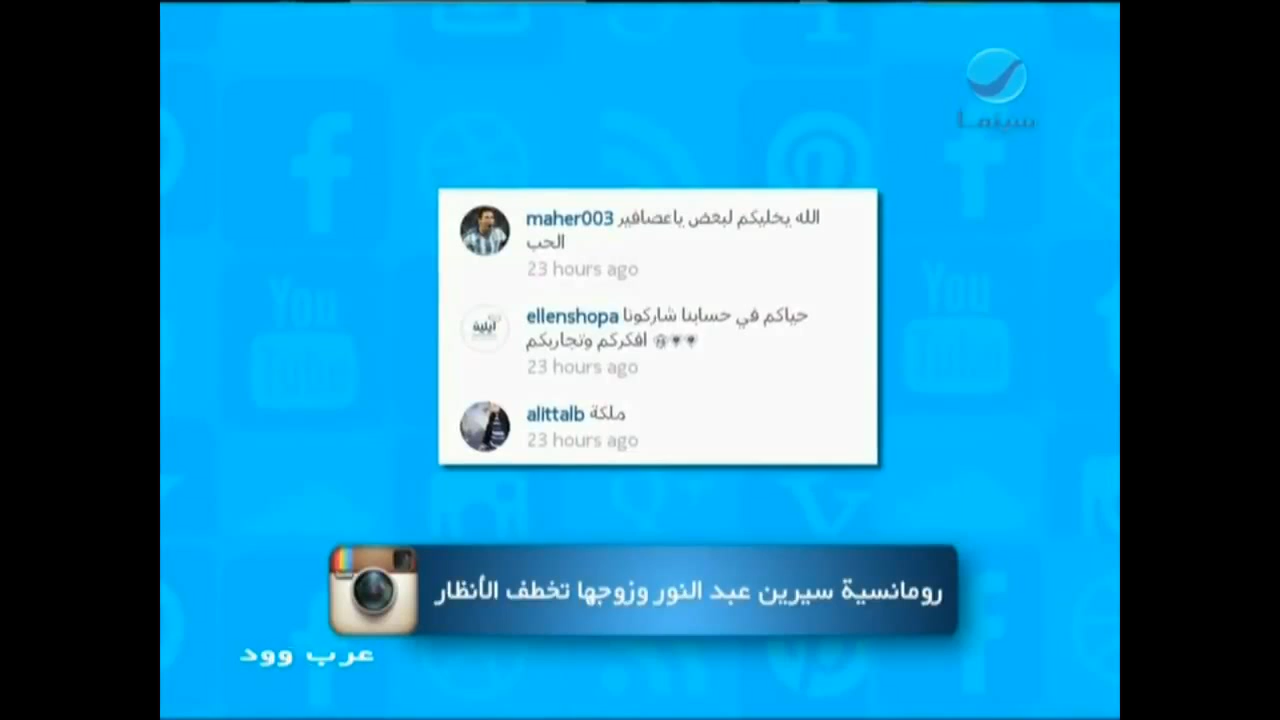 سينما
maher003 الله يخليكم لبعض ياعصافير
الحب
23 hours ago
ellenshopa حياكم في حسابنا شاركونا
افكركم وتجاربكم
23 hours ago
alittalb ملكة
23 hours ago
رومانسية سيرين عبد النور وزوجها تخطف الأنظار
عرب وود